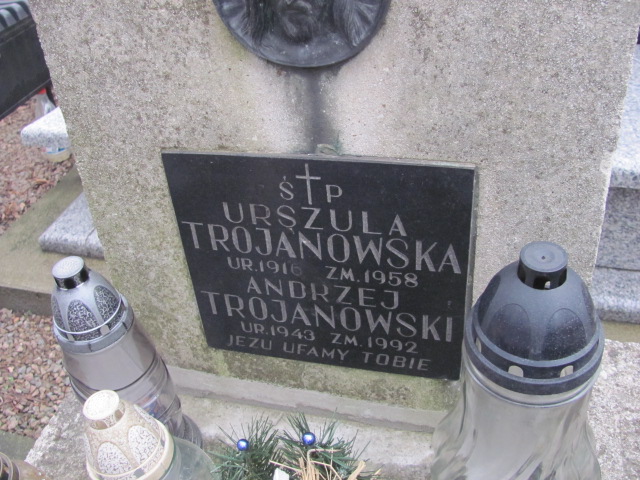 Ś P
URSZULA
TROJANOWSKA
UR.1916 ZM.1958
ANDRZEJ
TROJANOWSKI
UR.1943 ZM.1992
JEZU UFAMY TOBIE